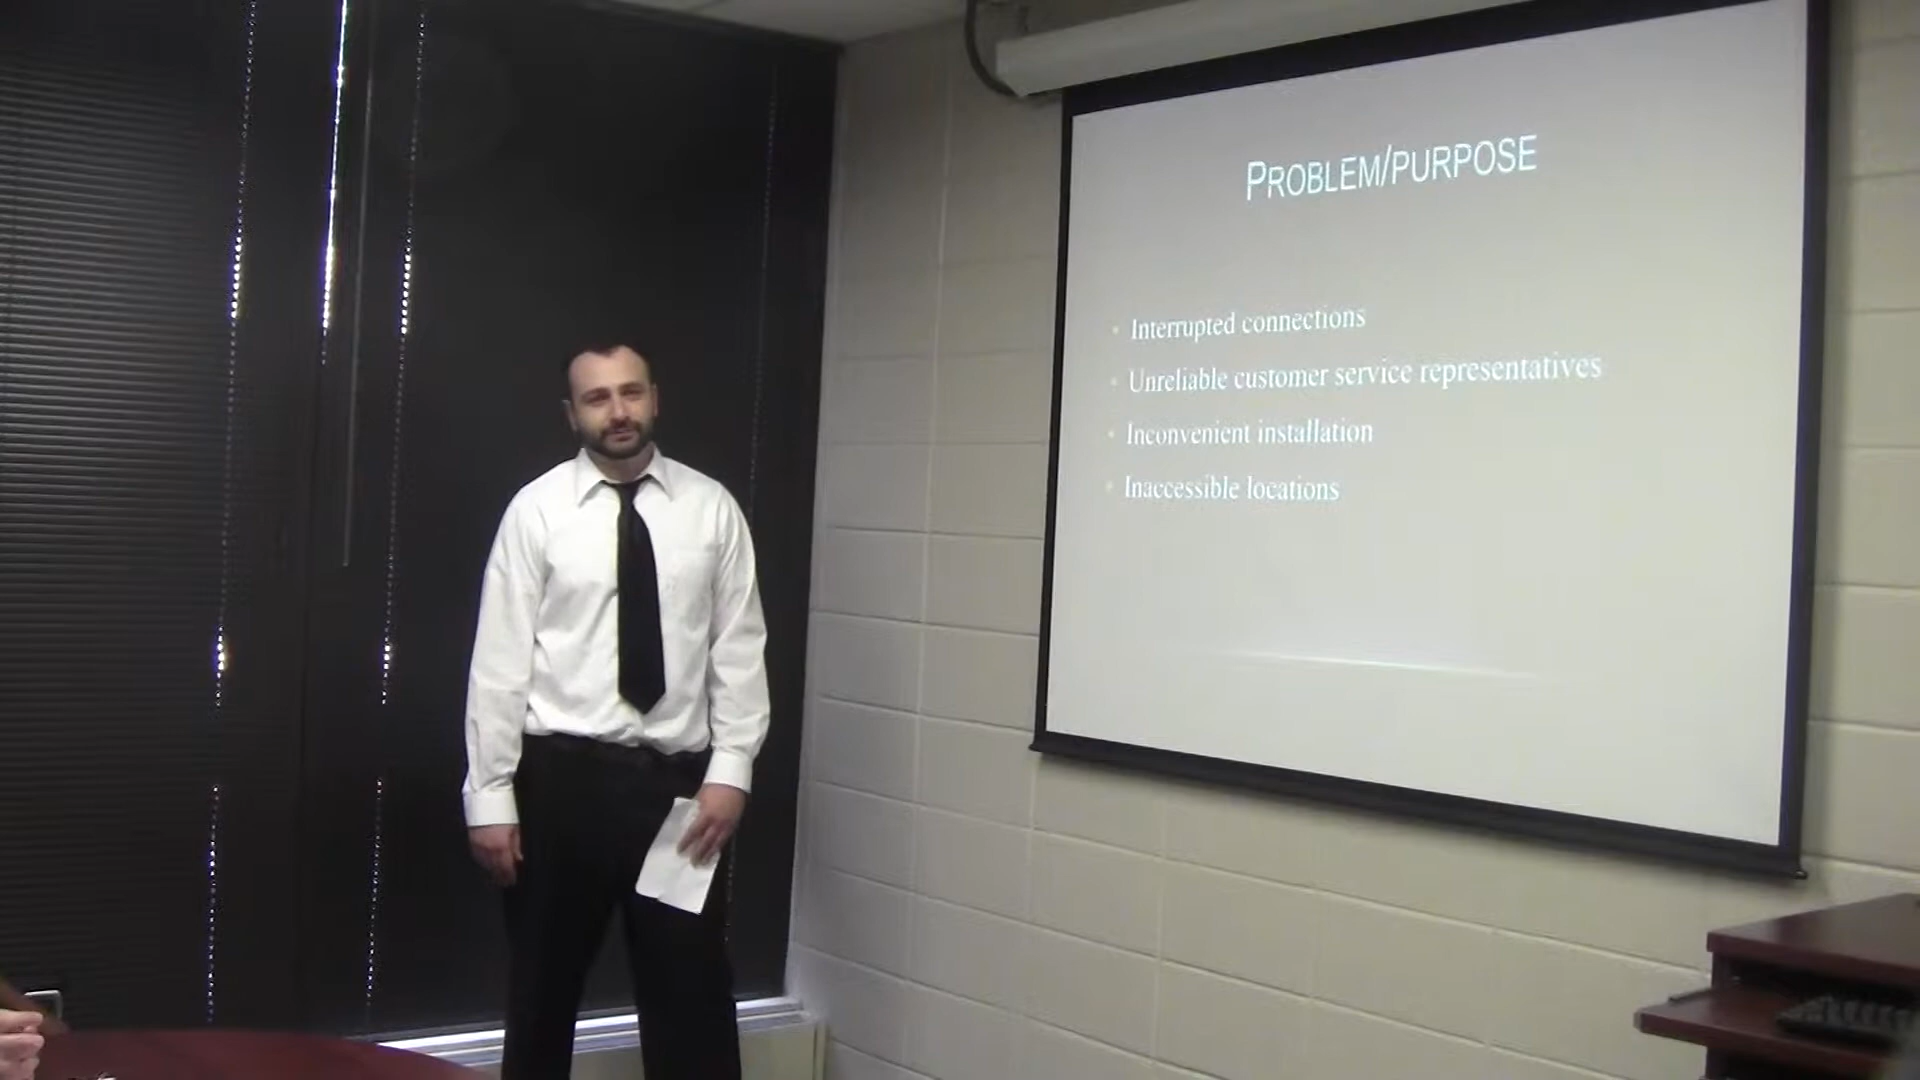 PROBLEM/PURPOSE
• Interrupted connections
• Unreliable customer service representatives
• Inconvenient installation
• Inaccessible locations